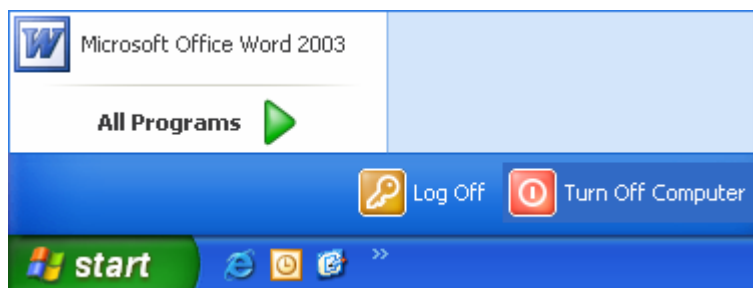 Microsoft Office Word 2003
All Programs
Log Off Turn Off Computer
start